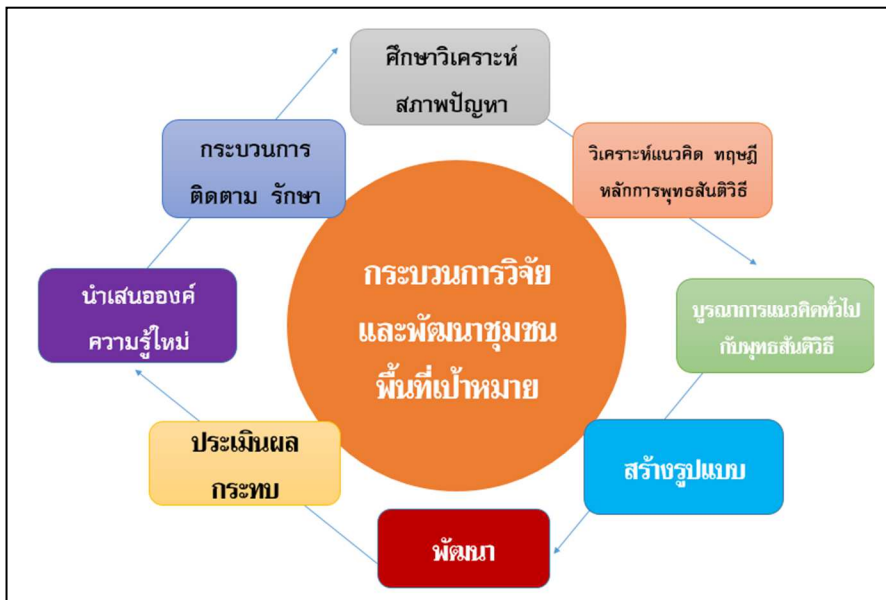 ศึกษาวิเคราะห์
สภาพปัญหา
วิเคราะห์แนวคิด ทฤษฎี
หลักการพุทธสันติวิธี
บูรณาการแนวคิดทั่วไป
กับพุทธสันติวิธี
สร้างรูปแบบ
พัฒนา
ประเมินผล
กระทบ
นำเสนอองค์
ความรู้ใหม่
กระบวนการ
ติดตาม รักษา
กระบวนการวิจัย
และพัฒนาชุมชน
พื้นที่เป้าหมาย